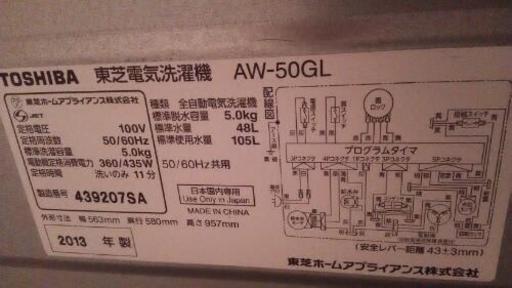 TOSHIBA 東芝電気洗濯機 AW-50GL
東芝ホームアプライアンス株式会社
JET
定格電圧 100V
定格周波数 50/60Hz
標準洗濯容量 5.0kg
電動機定格消費電力 360/435W
定格時間 洗いのみ 11分
製造番号 439207SA
種類 全自動電気洗濯機
標準脱水容量 5.0kg
標準水量 48L
標準使用水量 105L
50/60Hz共用
日本国内専用
Use Only in Japan
MADE IN CHINA
外形寸法 幅563mm 奥行580mm 高さ957mm
2013 年製
配線図
蓋ロック
プログラムタイマ
(安全レバー距離43±3mm)
東芝ホームアプライアンス株式会社